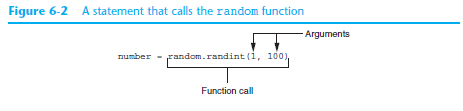 Figure 6-2 A statement that calls the random function
Arguments
number = random.randint(1, 100)
Function call